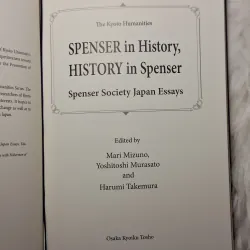 The Kyoto Humanities
SPENSER in History,
HISTORY in Spenser
Spenser Society Japan Essays
Edited by
Mari Mizuno,
Yoshitoshi Murasato
and
Harumi Takemura
Osaka Kyoiku Tosho